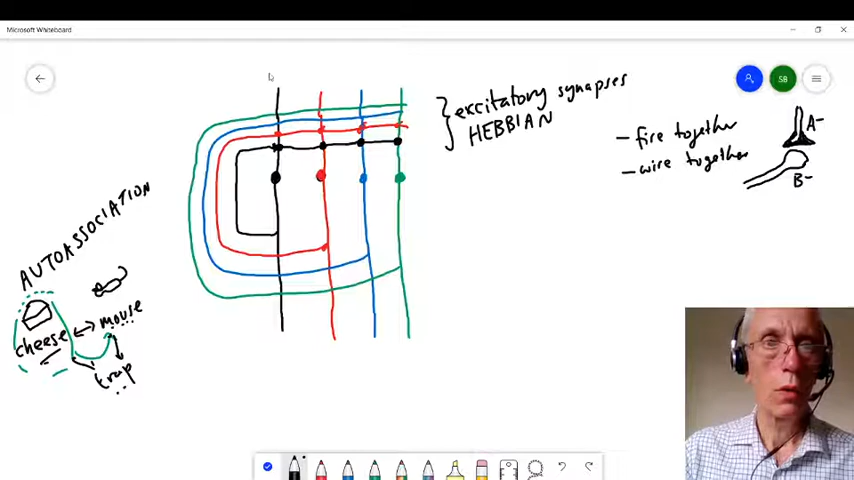 Microsoft Whiteboard
SB
excitatory synapses
HEBBIAN
- fire together
- wire together
A-
B-
AUTOASSOCIATION
mouse
cheese
trap